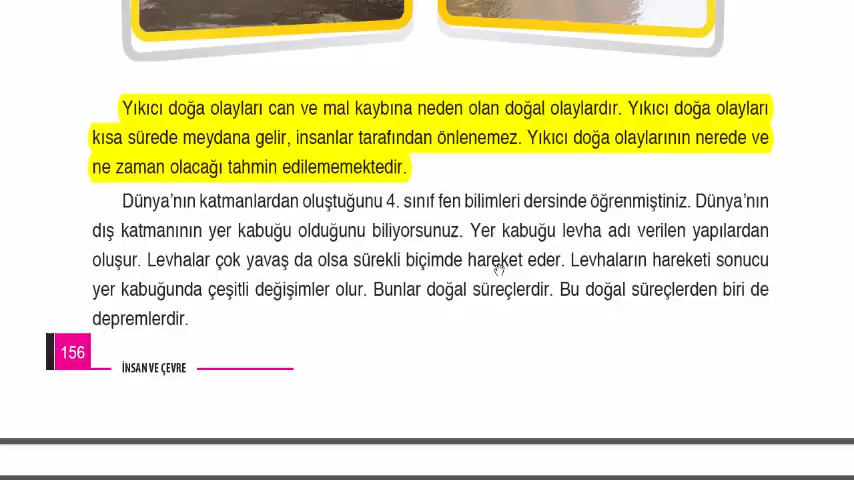 Yıkıcı doğa olayları can ve mal kaybına neden olan doğal olaylardır. Yıkıcı doğa olayları
kısa sürede meydana gelir, insanlar tarafından önlenemez. Yıkıcı doğa olaylarının nerede ve
ne zaman olacağı tahmin edilememektedir.
Dünya’nın katmanlardan oluştuğunu 4. sınıf fen bilimleri dersinde öğrenmiştiniz. Dünya’nın
dış katmanının yer kabuğu olduğunu biliyorsunuz. Yer kabuğu levha adı verilen yapılardan
oluşur. Levhalar çok yavaş da olsa sürekli biçimde hareket eder. Levhaların hareketi sonucu
yer kabuğunda çeşitli değişimler olur. Bunlar doğal süreçlerdir. Bu doğal süreçlerden biri de
depremlerdir.
156
İNSAN VE ÇEVRE